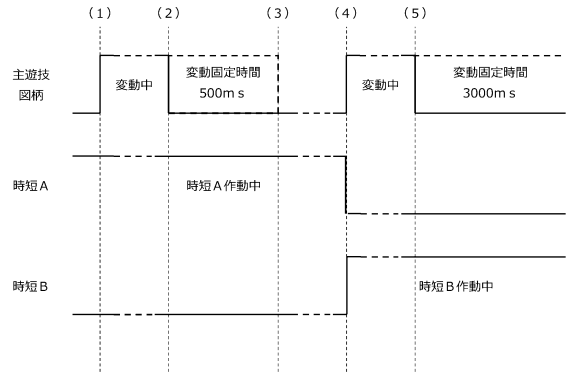 （1）　（2）　（3）　（4）　（5）
主遊技
図柄
変動中
変動固定時間
500ｍｓ
変動中
変動固定時間
3000ｍｓ
時短Ａ
時短Ａ作動中
時短Ｂ
時短Ｂ作動中